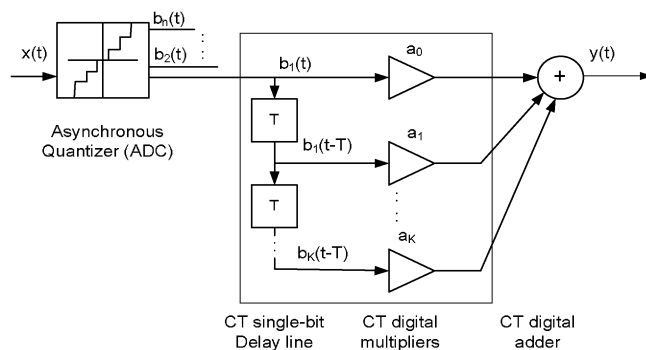 bn(t)
x(t)
b2(t)
b1(t)
a0
y(t)
+
T
Asynchronous
Quantizer (ADC)
b1(t-T)
a1
T
bK(t-T)
aK
CT single-bit
Delay line
CT digital
multipliers
CT digital
adder